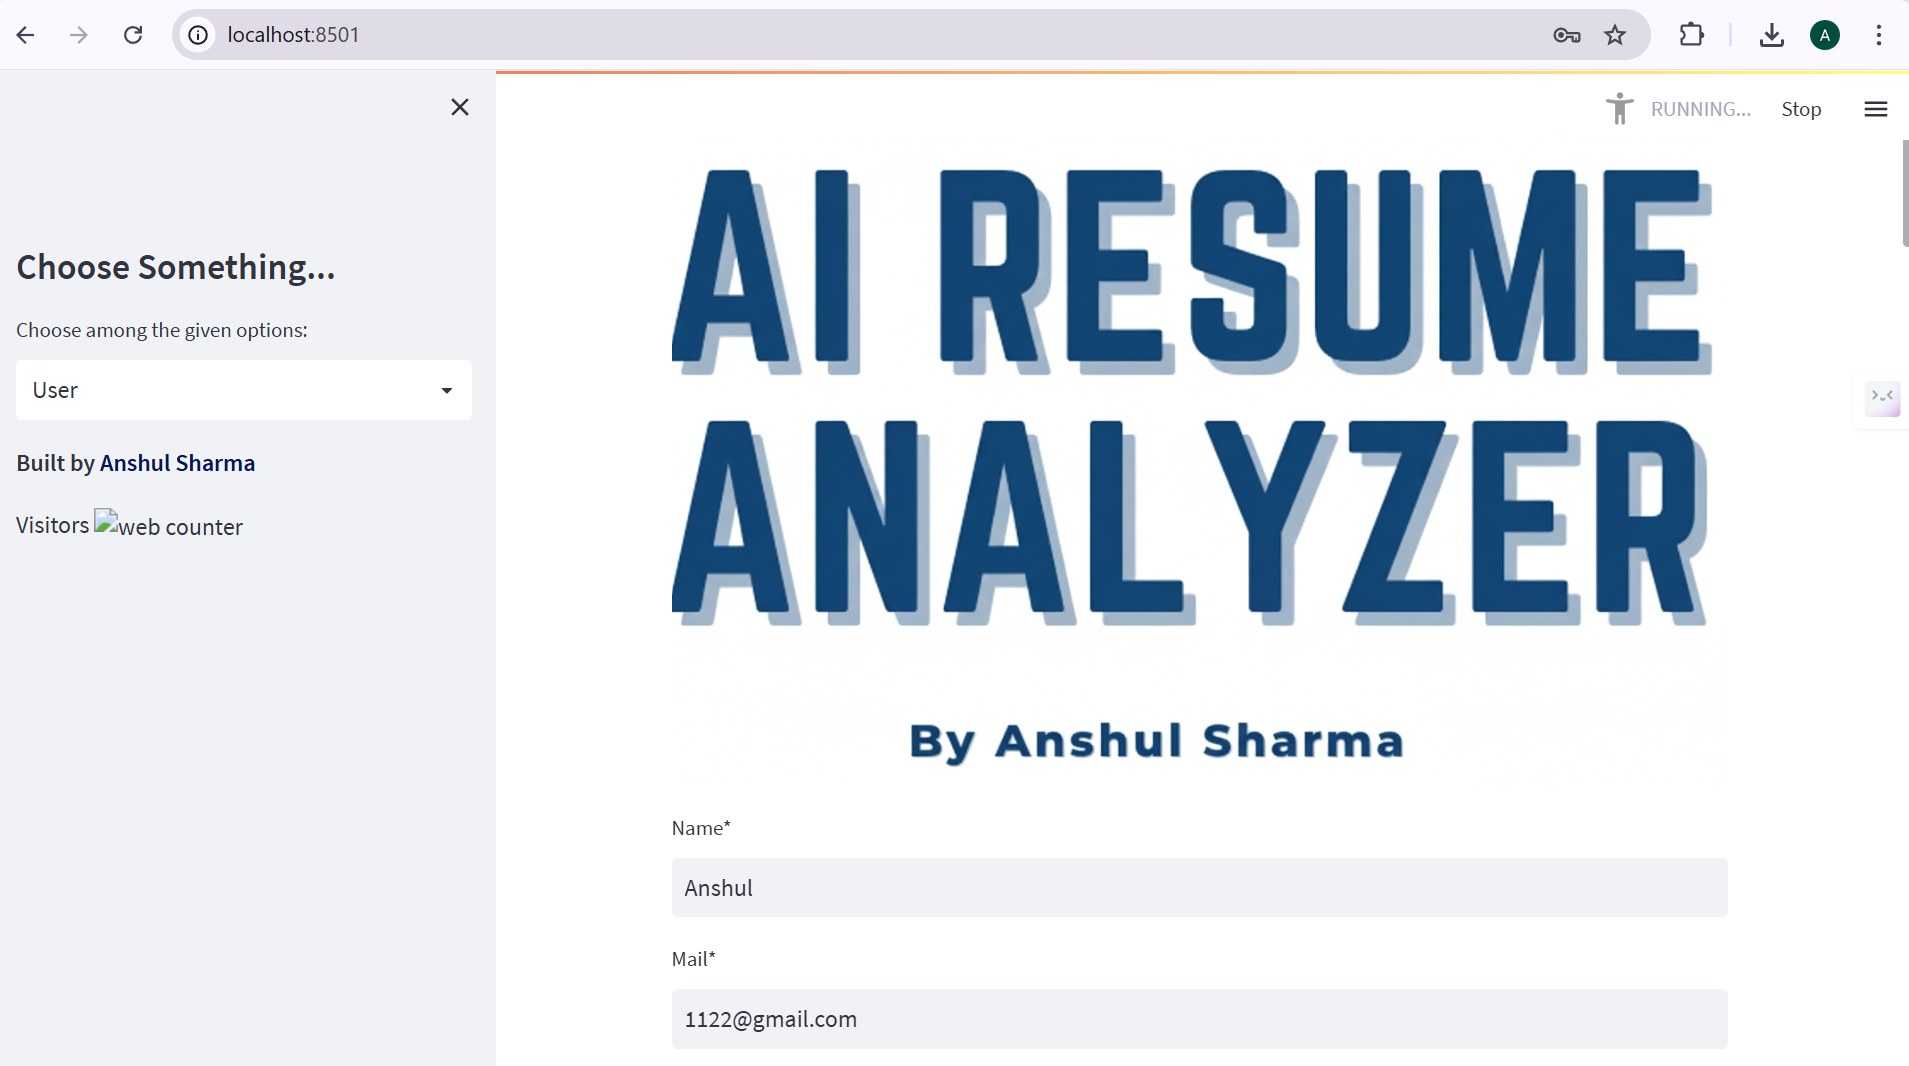 localhost:8501
A
RUNNING...
Stop
Choose Something...
Choose among the given options:
User
Built by Anshul Sharma
Visitors web counter
AI RESUME
ANALYZER
By Anshul Sharma
Name*
Anshul
Mail*
1122@gmail.com